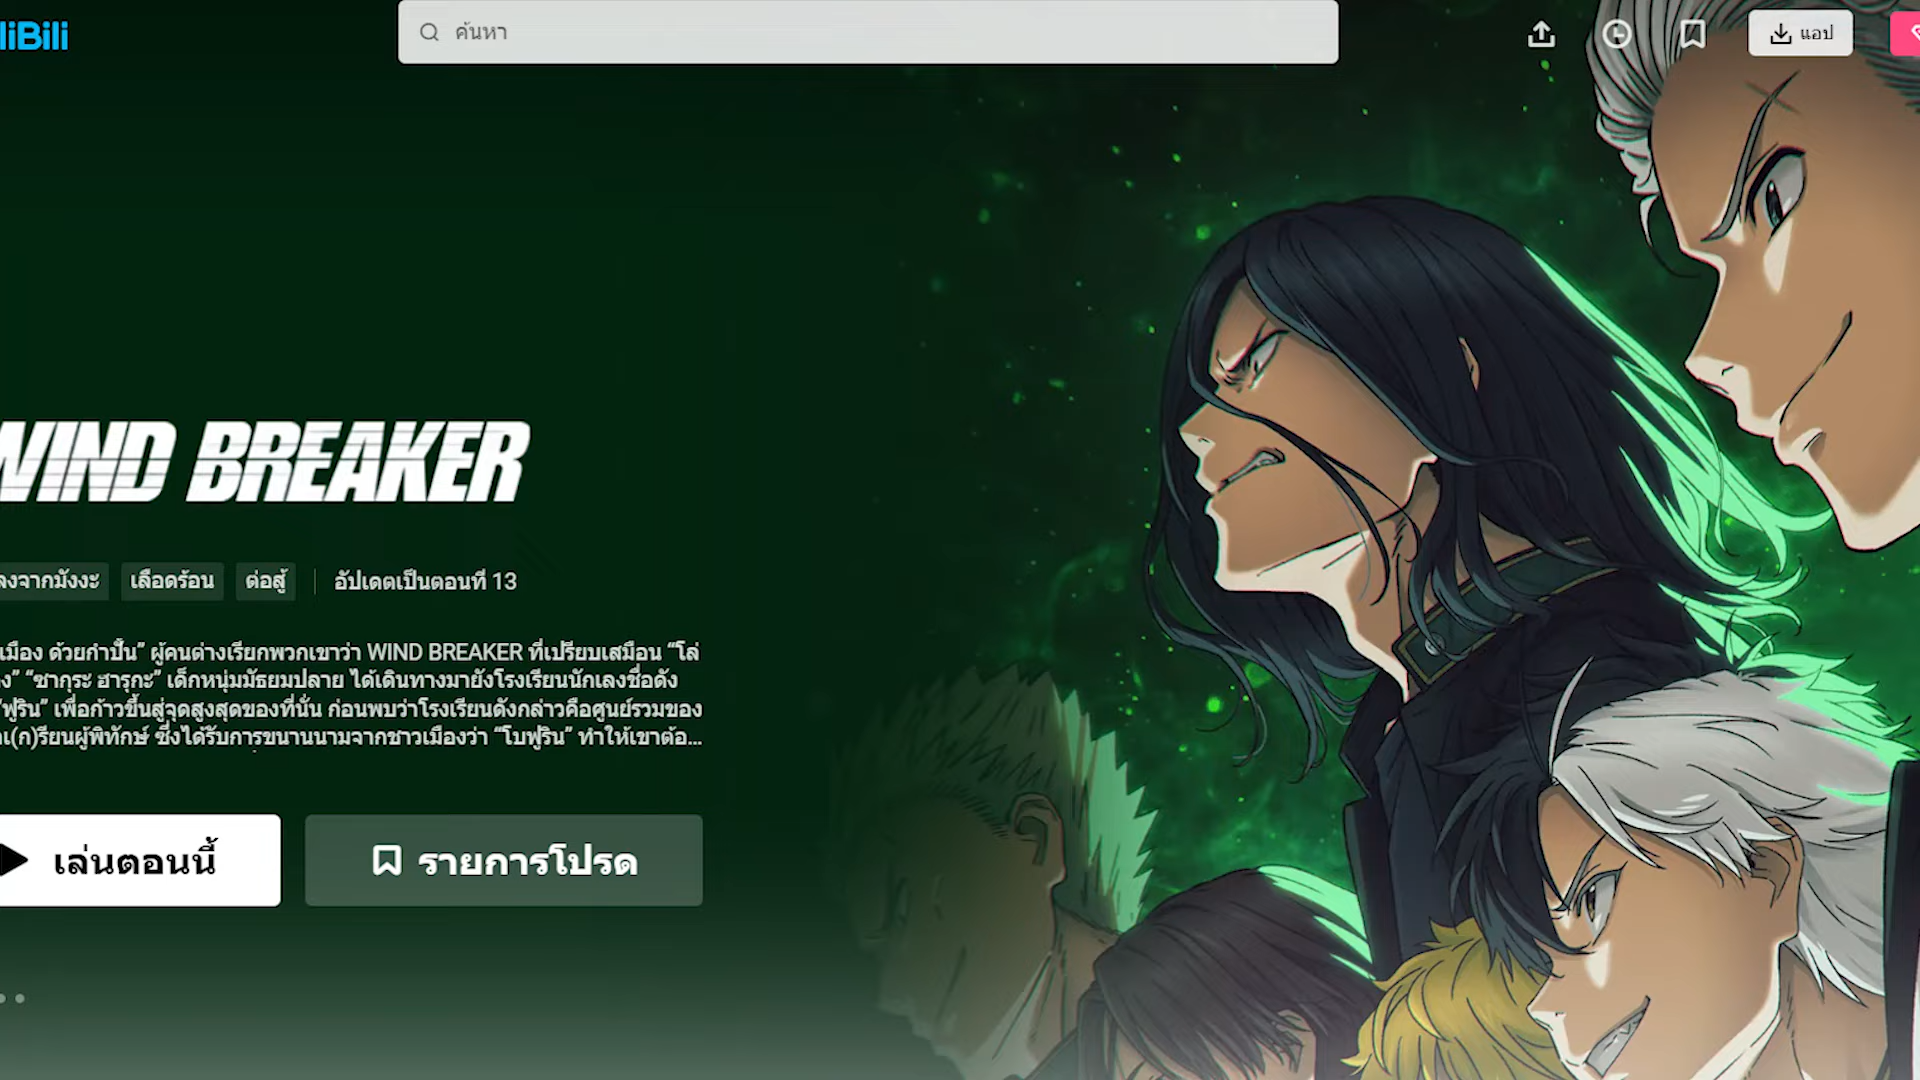 liBili
ค้นหา
แอป
WIND BREAKER
ลงจากมังงะ เลือดร้อน ต่อสู้ อัปเดตเป็นตอนที่ 13
เมือง ด้วยกำปั้น” ผู้คนต่างเรียกพวกเขาว่า WIND BREAKER ที่เปรียบเสมือน “โล่
ง” “ซากุระ ฮารุกะ” เด็กหนุ่มมัธยมปลาย ได้เดินทางมายังโรงเรียนนักเลงชื่อดัง
ฟูริน” เพื่อก้าวขึ้นสู่จุดสูงสุดของที่นั่น ก่อนพบว่าโรงเรียนดังกล่าวคือศูนย์รวมของ
เ(ก)รียนผู้พิทักษ์ ซึ่งได้รับการขนานนามจากชาวเมืองว่า “โบฟูริน” ทำให้เขาต้อ...
เล่นตอนนี้
รายการโปรด